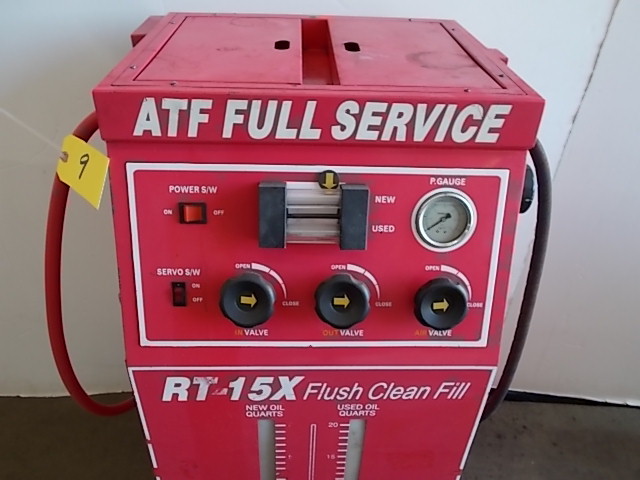 ATF FULL SERVICE
9
POWER S/W
ON OFF
NEW
USED
P.GAUGE
SERVO S/W
ON
OFF
OPEN
CLOSE
IN VALVE
OPEN
CLOSE
OUT VALVE
OPEN
CLOSE
AIR VALVE
RT-15X Flush Clean Fill
NEW OIL
QUARTS
USED OIL
QUARTS
20
15